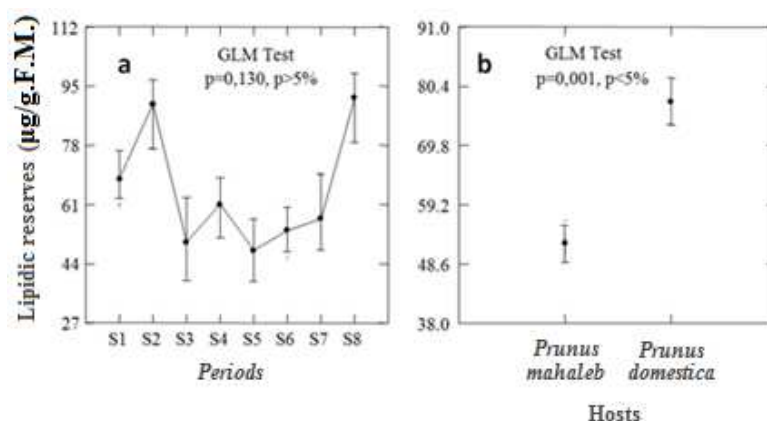 Lipidic reserves (µg/g.F.M.)
112
95
78
61
44
27
a
GLM Test
p=0,130, p>5%
S1 S2 S3 S4 S5 S6 S7 S8
Periods
91.0
80.4
69.8
59.2
48.6
38.0
b
GLM Test
p=0,001, p<5%
Prunus Prunus
mahaleb domestica
Hosts